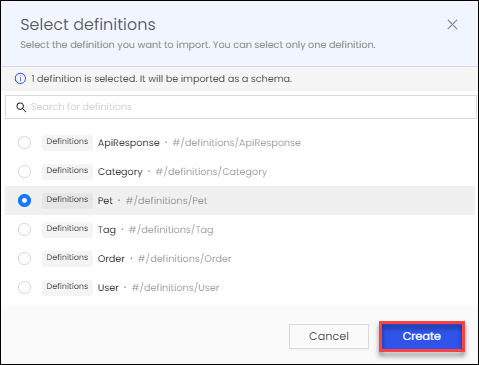 Select definitions
Select the definition you want to import. You can select only one definition.
1 definition is selected. It will be imported as a schema.
Search for definitions
Definitions ApiResponse • #/definitions/ApiResponse
Definitions Category • #/definitions/Category
Definitions Pet • #/definitions/Pet
Definitions Tag • #/definitions/Tag
Definitions Order • #/definitions/Order
Definitions User • #/definitions/User
Cancel Create